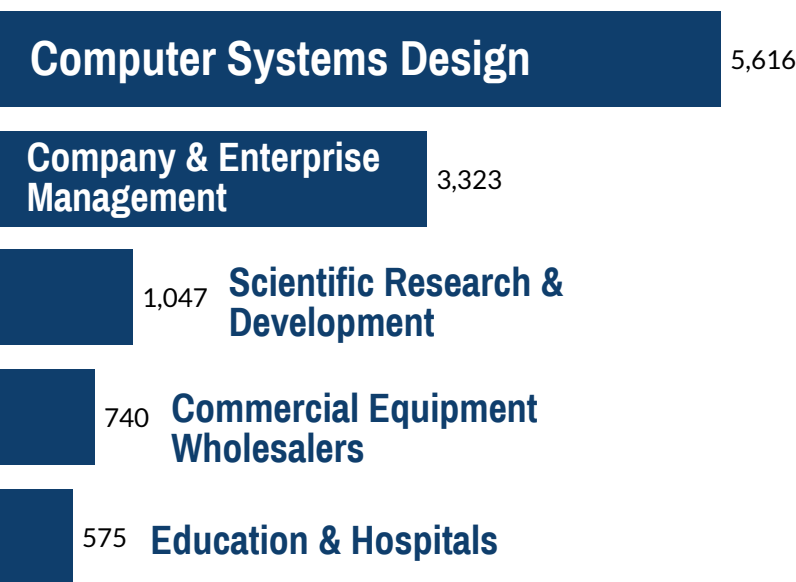 Computer Systems Design
5,616
Company & Enterprise
Management
3,323
1,047
Scientific Research &
Development
740
Commercial Equipment
Wholesalers
575
Education & Hospitals